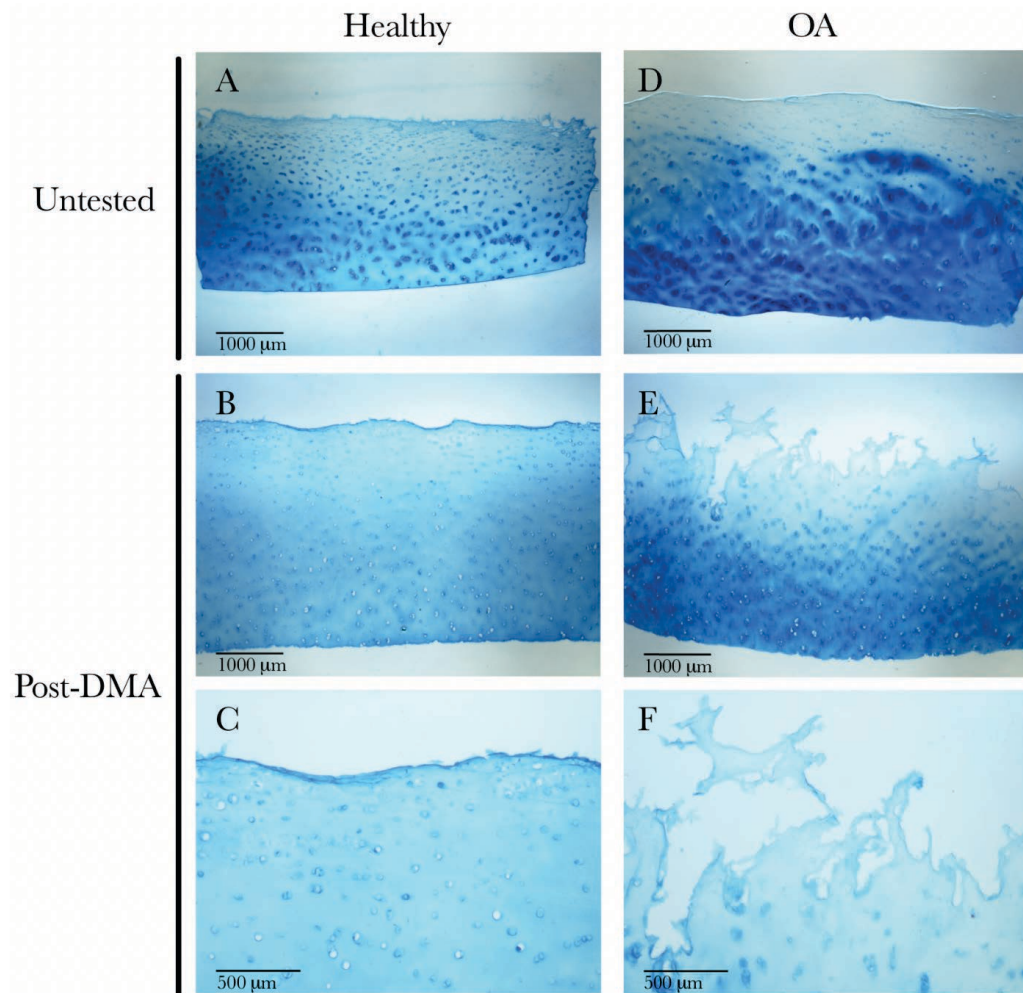 Healthy OA
Untested
A
1000 μm
D
1000 μm
Post-DMA
B
1000 μm
E
1000 μm
C
500 μm
F
500 μm